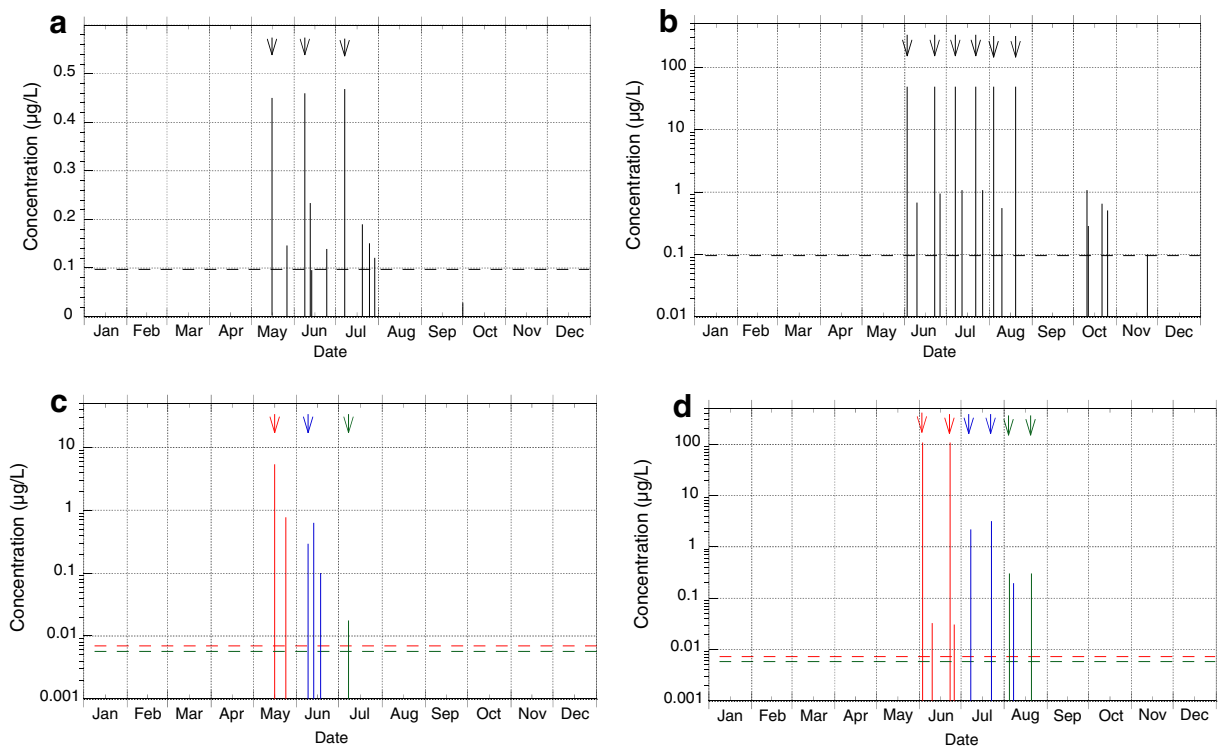 a
Concentration (µg/L)
0.5
0.4
0.3
0.2
0.1
0
Jan Feb Mar Apr May Jun Jul Aug Sep Oct Nov Dec
Date
b
Concentration (µg/L)
100
10
1
0.1
0.01
Jan Feb Mar Apr May Jun Jul Aug Sep Oct Nov Dec
Date
c
Concentration (µg/L)
10
1
0.1
0.01
0.001
Jan Feb Mar Apr May Jun Jul Aug Sep Oct Nov Dec
Date
d
Concentration (µg/L)
100
10
1
0.1
0.01
0.001
Jan Feb Mar Apr May Jun Jul Aug Sep Oct Nov Dec
Date